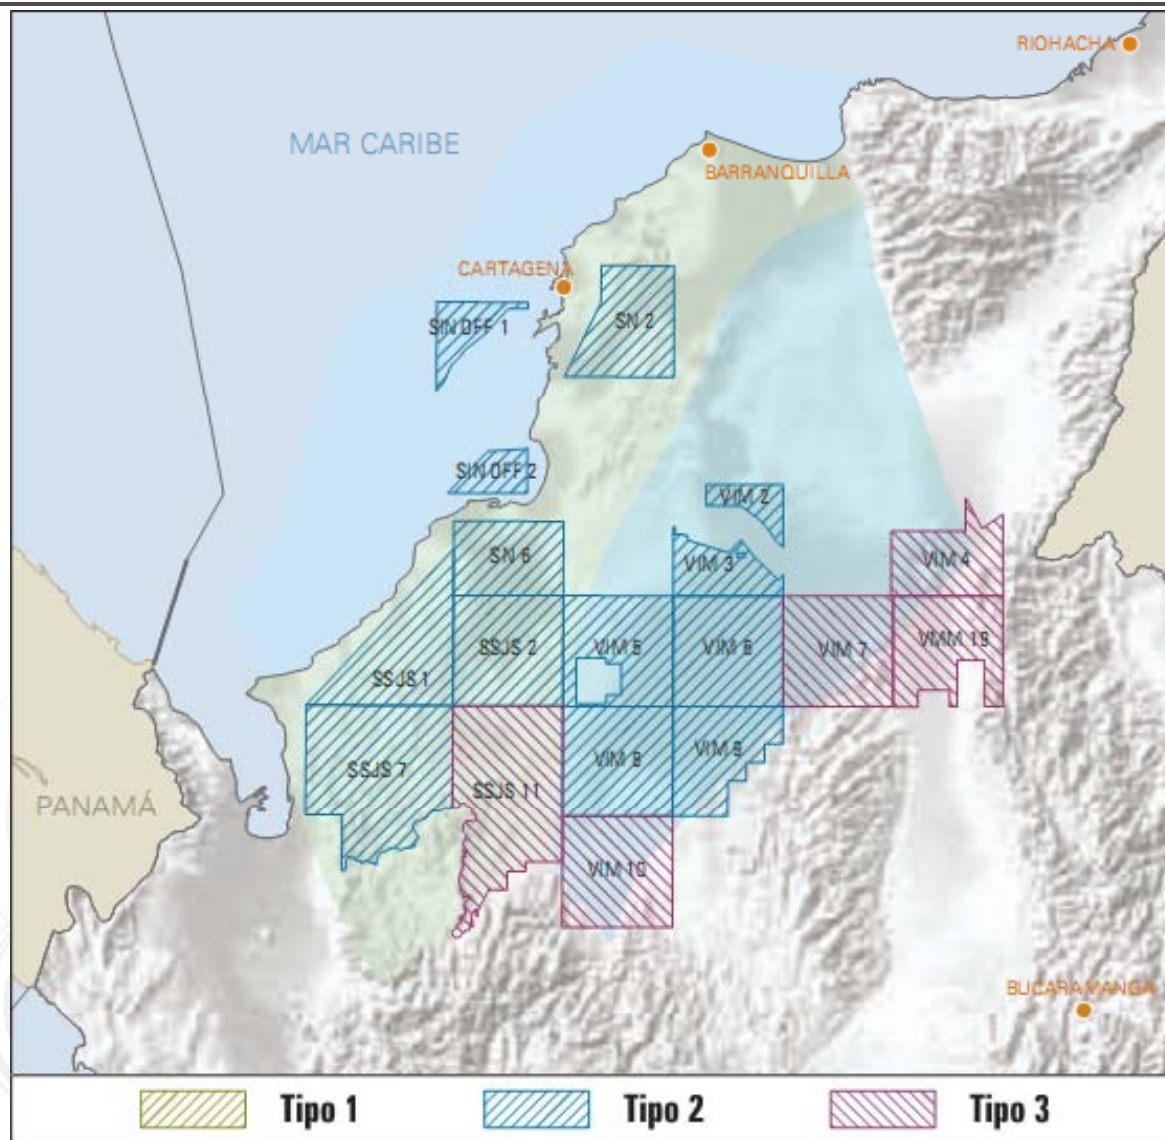 RIOHACHA
MAR CARIBE
BARRANQUILLA
CARTAGENA
SIN OFF 1
SN 2
SIN OFF 2
VIM 2
SN 6
VIM 3
VIM 4
SSJS 1
SSJS 2
VIM 5
VIM 6
VIM 7
VMM 19
SSJS 7
SSJS 11
VIM 8
VIM 9
PANAMÁ
VIM 10
BUCARAMANGA
Tipo 1
Tipo 2
Tipo 3